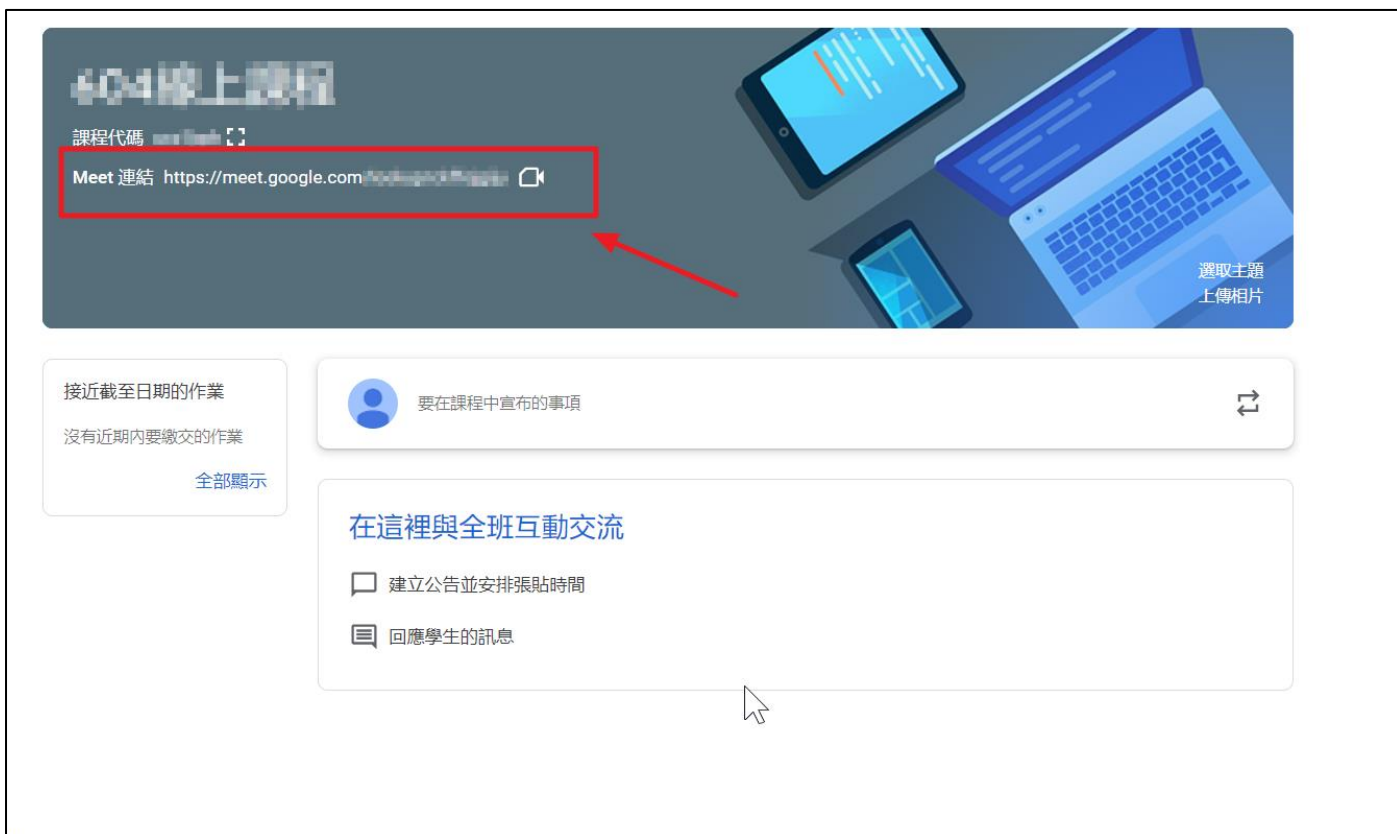 課程代碼
Meet 連結 https://meet.google.com
選取主題
上傳相片
接近截至日期的作業
沒有近期內要繳交的作業
全部顯示
要在課程中宣布的事項
在這裡與全班互動交流
建立公告並安排張貼時間
回應學生的訊息